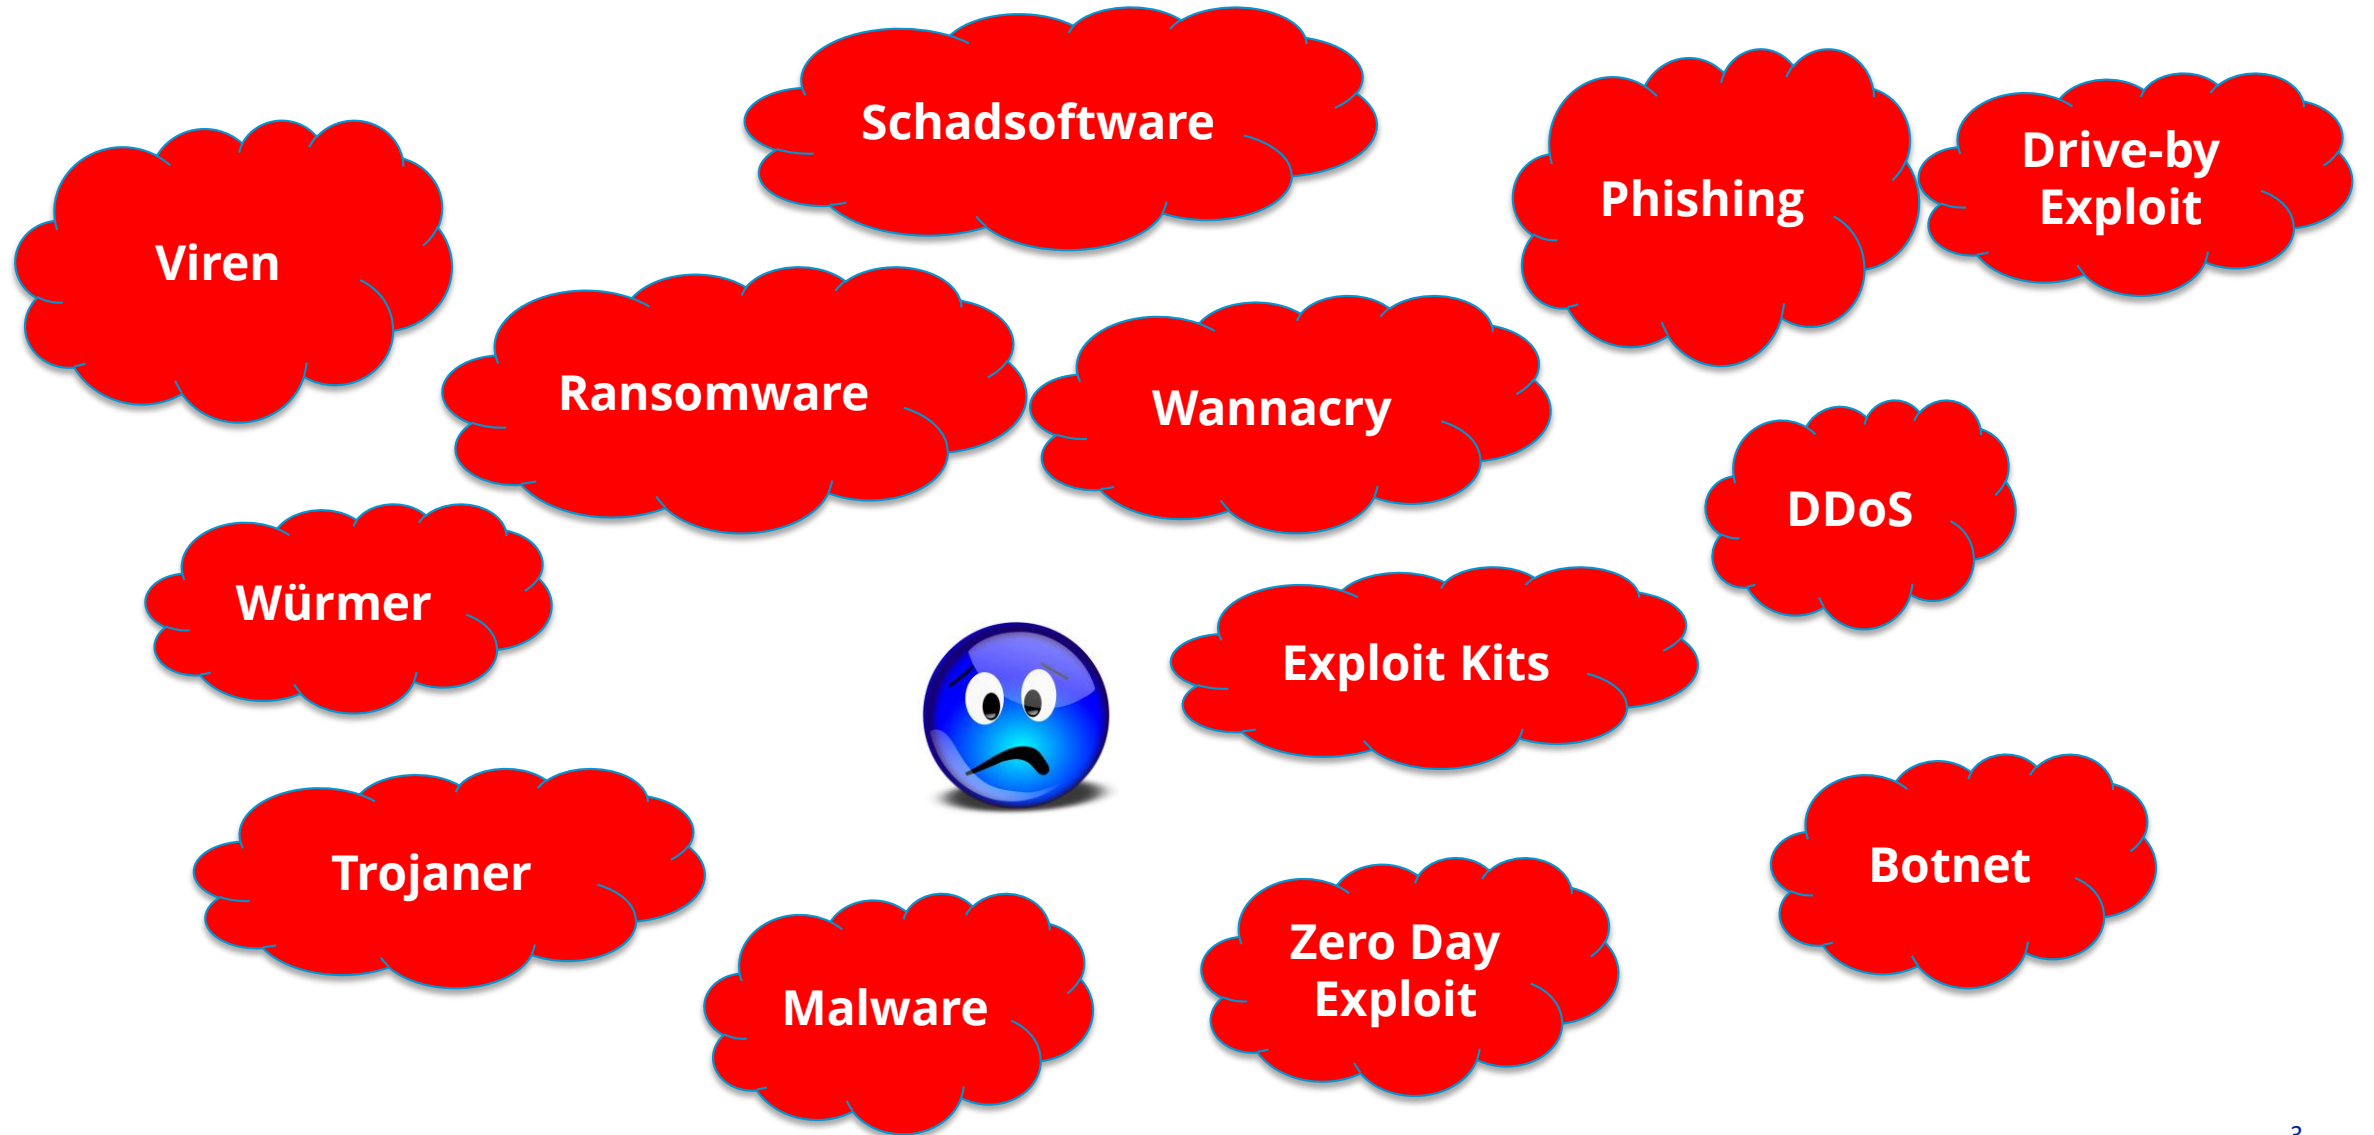 Schadsoftware
Phishing
Drive-by
Exploit
Viren
Ransomware
Wannacry
DDoS
Würmer
Exploit Kits
Trojaner
Botnet
Malware
Zero Day
Exploit